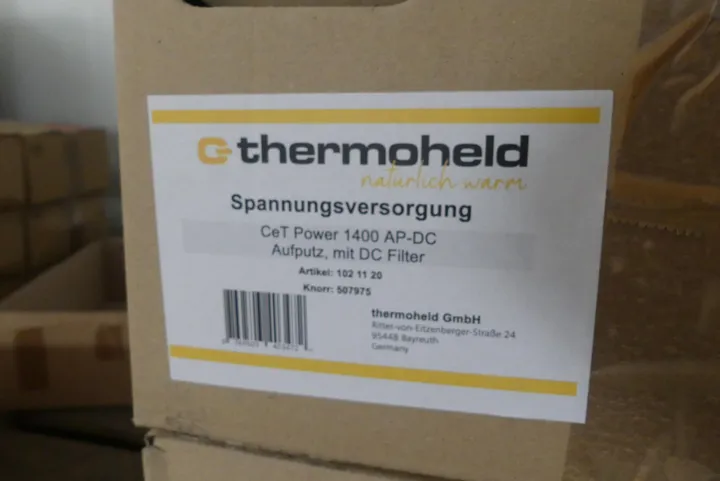 thermoheld
natürlich warm
Spannungsversorgung
CeT Power 1400 AP-DC
Aufputz, mit DC Filter
Artikel: 102 11 20
Knorr: 507975
thermoheld GmbH
Ritter-von-Eitzenberger-Straße 24
95448 Bayreuth
Germany